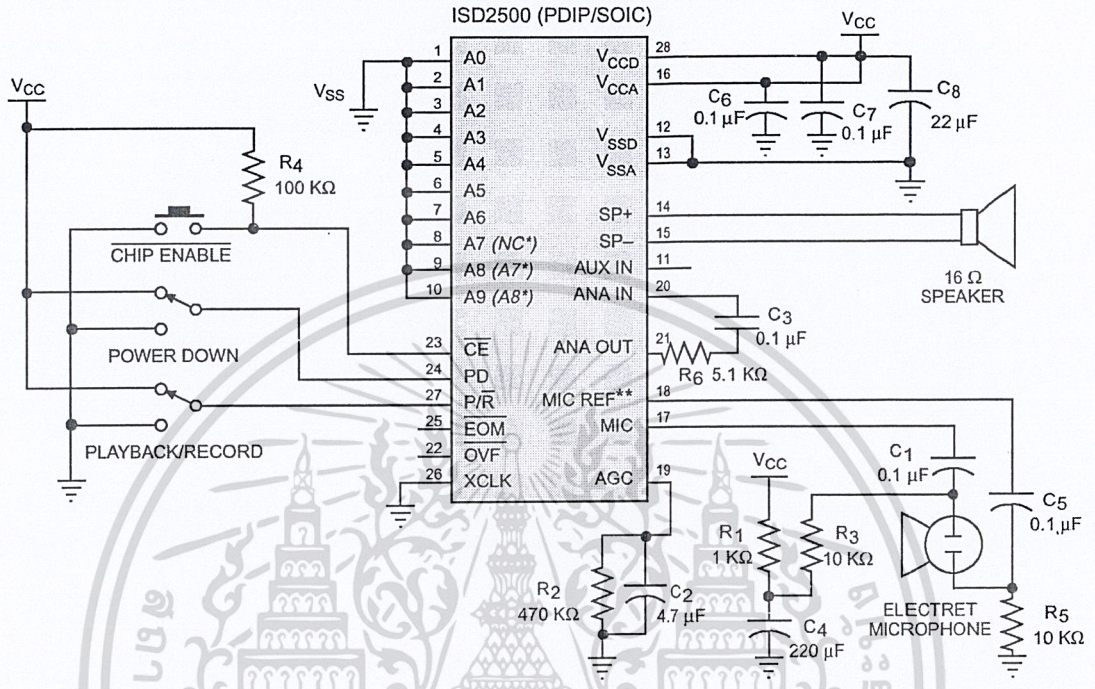 ISD2500 (PDIP/SOIC)
VCC
VSS
R4
100 KΩ
CHIP ENABLE
POWER DOWN
PLAYBACK/RECORD
1 A0
2 A1
3 A2
4 A3
5 A4
6 A5
7 A6
8 A7 (NC*)
9 A8 (A7*)
10 A9 (A8*)
23 CE
24 PD
27 P/R
25 EOM
22 OVF
26 XCLK
VCCD 28
VCCA 16
VSSD 12
VSSA 13
SP+ 14
SP– 15
AUX IN 11
ANA IN 20
ANA OUT 21
MIC REF** 18
MIC 17
AGC 19
VCC
C6
0.1 µF
C7
0.1 µF
C8
22 µF
16 Ω
SPEAKER
C3
0.1 µF
R6 5.1 KΩ
C1
0.1 µF
C5
0.1 µF
VCC
R1
1 KΩ
R3
10 KΩ
R2
470 KΩ
C2
4.7 µF
C4
220 µF
ELECTRET
MICROPHONE
R5
10 KΩ